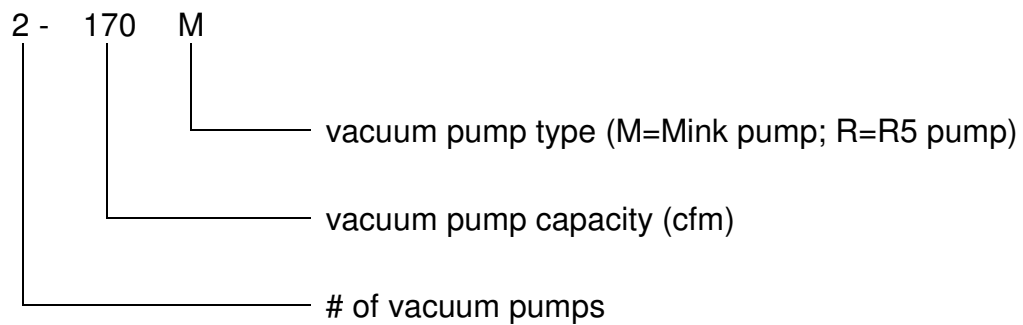 2 - 170 M
vacuum pump type (M=Mink pump; R=R5 pump)
vacuum pump capacity (cfm)
# of vacuum pumps